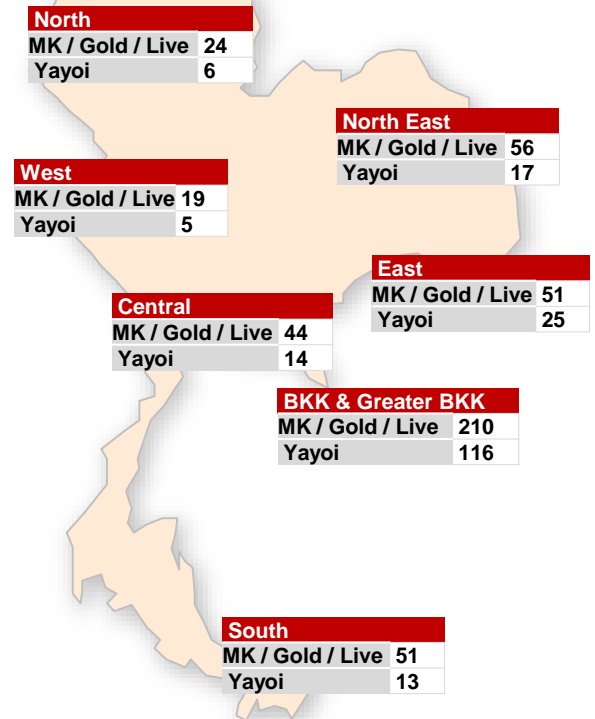 North
MK / Gold / Live 24
Yayoi 6
North East
MK / Gold / Live 56
Yayoi 17
West
MK / Gold / Live 19
Yayoi 5
East
MK / Gold / Live 51
Yayoi 25
Central
MK / Gold / Live 44
Yayoi 14
BKK & Greater BKK
MK / Gold / Live 210
Yayoi 116
South
MK / Gold / Live 51
Yayoi 13